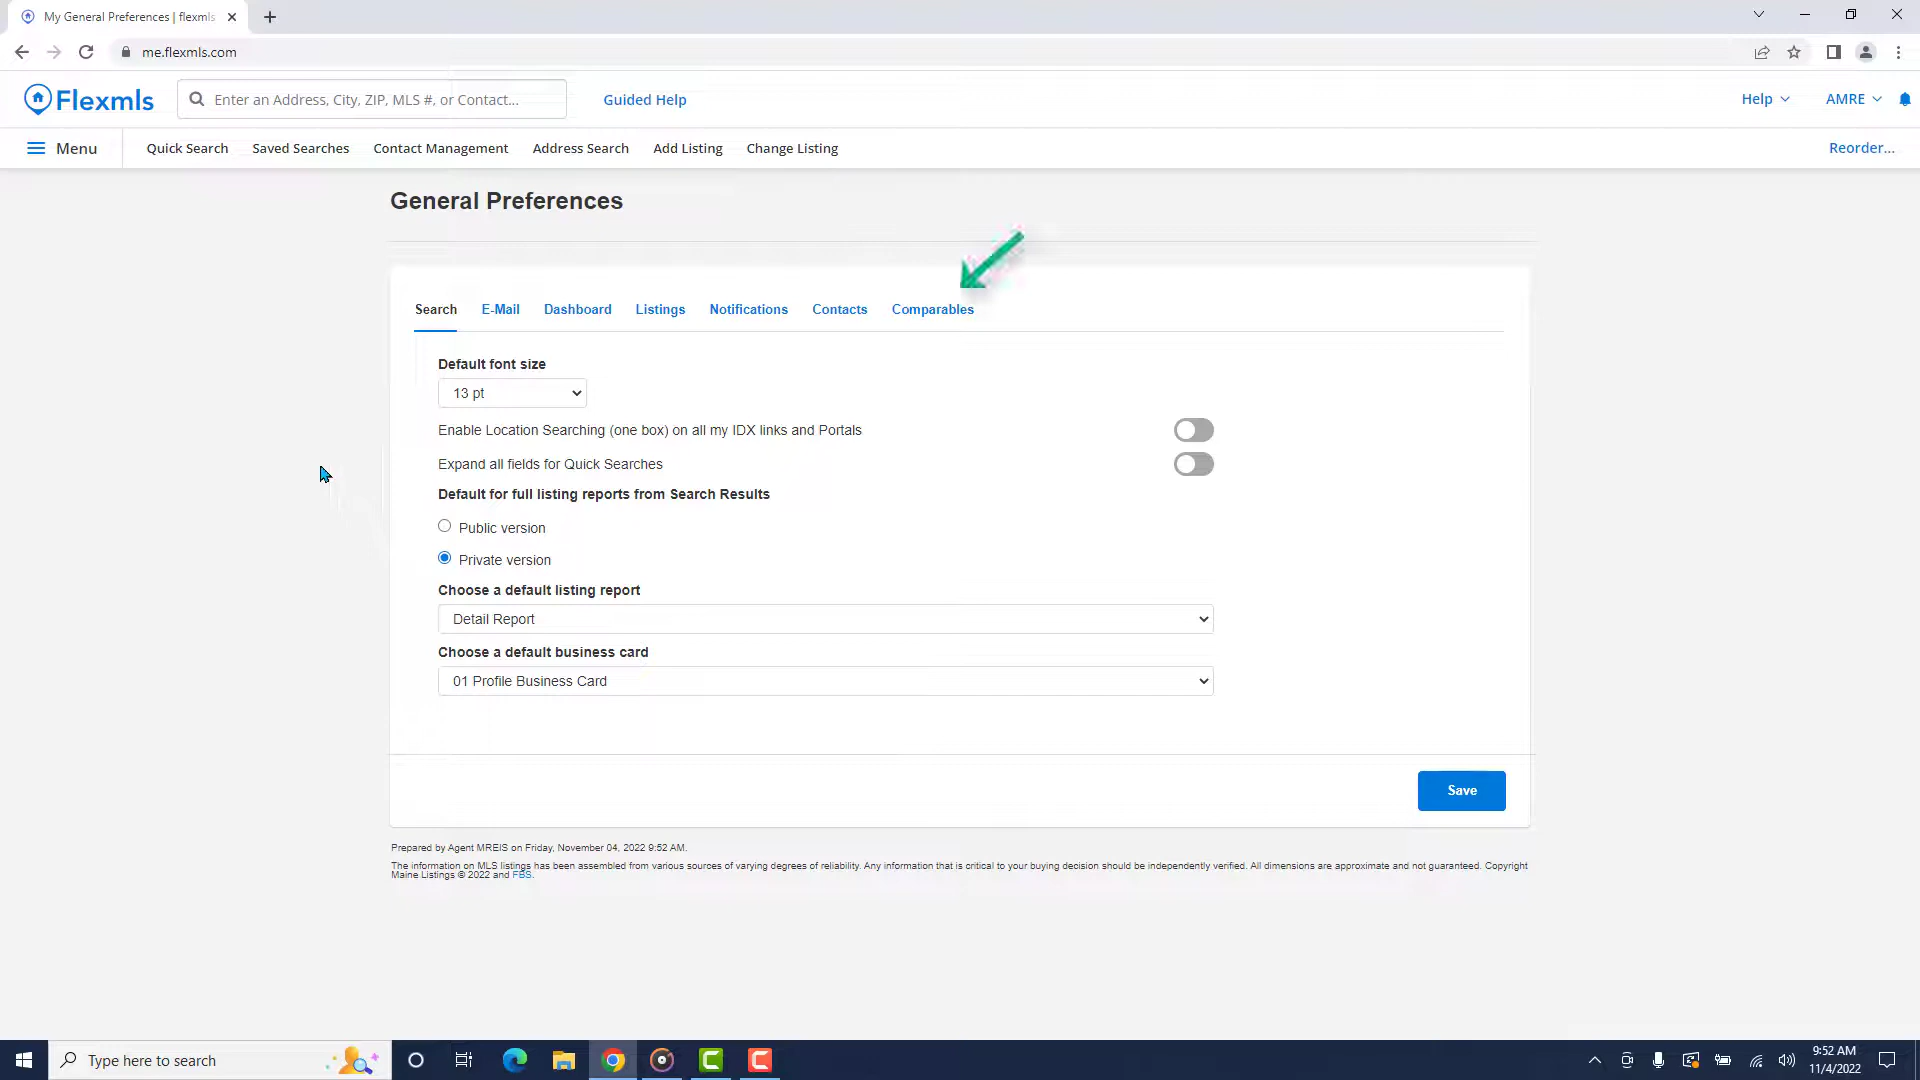 My General Preferences | flexmls
me.flexmls.com
Flexmls
Enter an Address, City, ZIP, MLS #, or Contact...
Guided Help
Help
AMRE
Menu
Quick Search
Saved Searches
Contact Management
Address Search
Add Listing
Change Listing
Reorder...
General Preferences
Search
E-Mail
Dashboard
Listings
Notifications
Contacts
Comparables
Default font size
13 pt
Enable Location Searching (one box) on all my IDX links and Portals
Expand all fields for Quick Searches
Default for full listing reports from Search Results
Public version
Private version
Choose a default listing report
Detail Report
Choose a default business card
01 Profile Business Card
Save
Prepared by Agent MREIS on Friday, November 04, 2022 9:52 AM.
The information on MLS listings has been assembled from various sources of varying degrees of reliability. Any information that is critical to your buying decision should be independently verified. All dimensions are approximate and not guaranteed. Copyright
Maine Listings © 2022 and FBS.
Type here to search
9:52 AM
11/4/2022